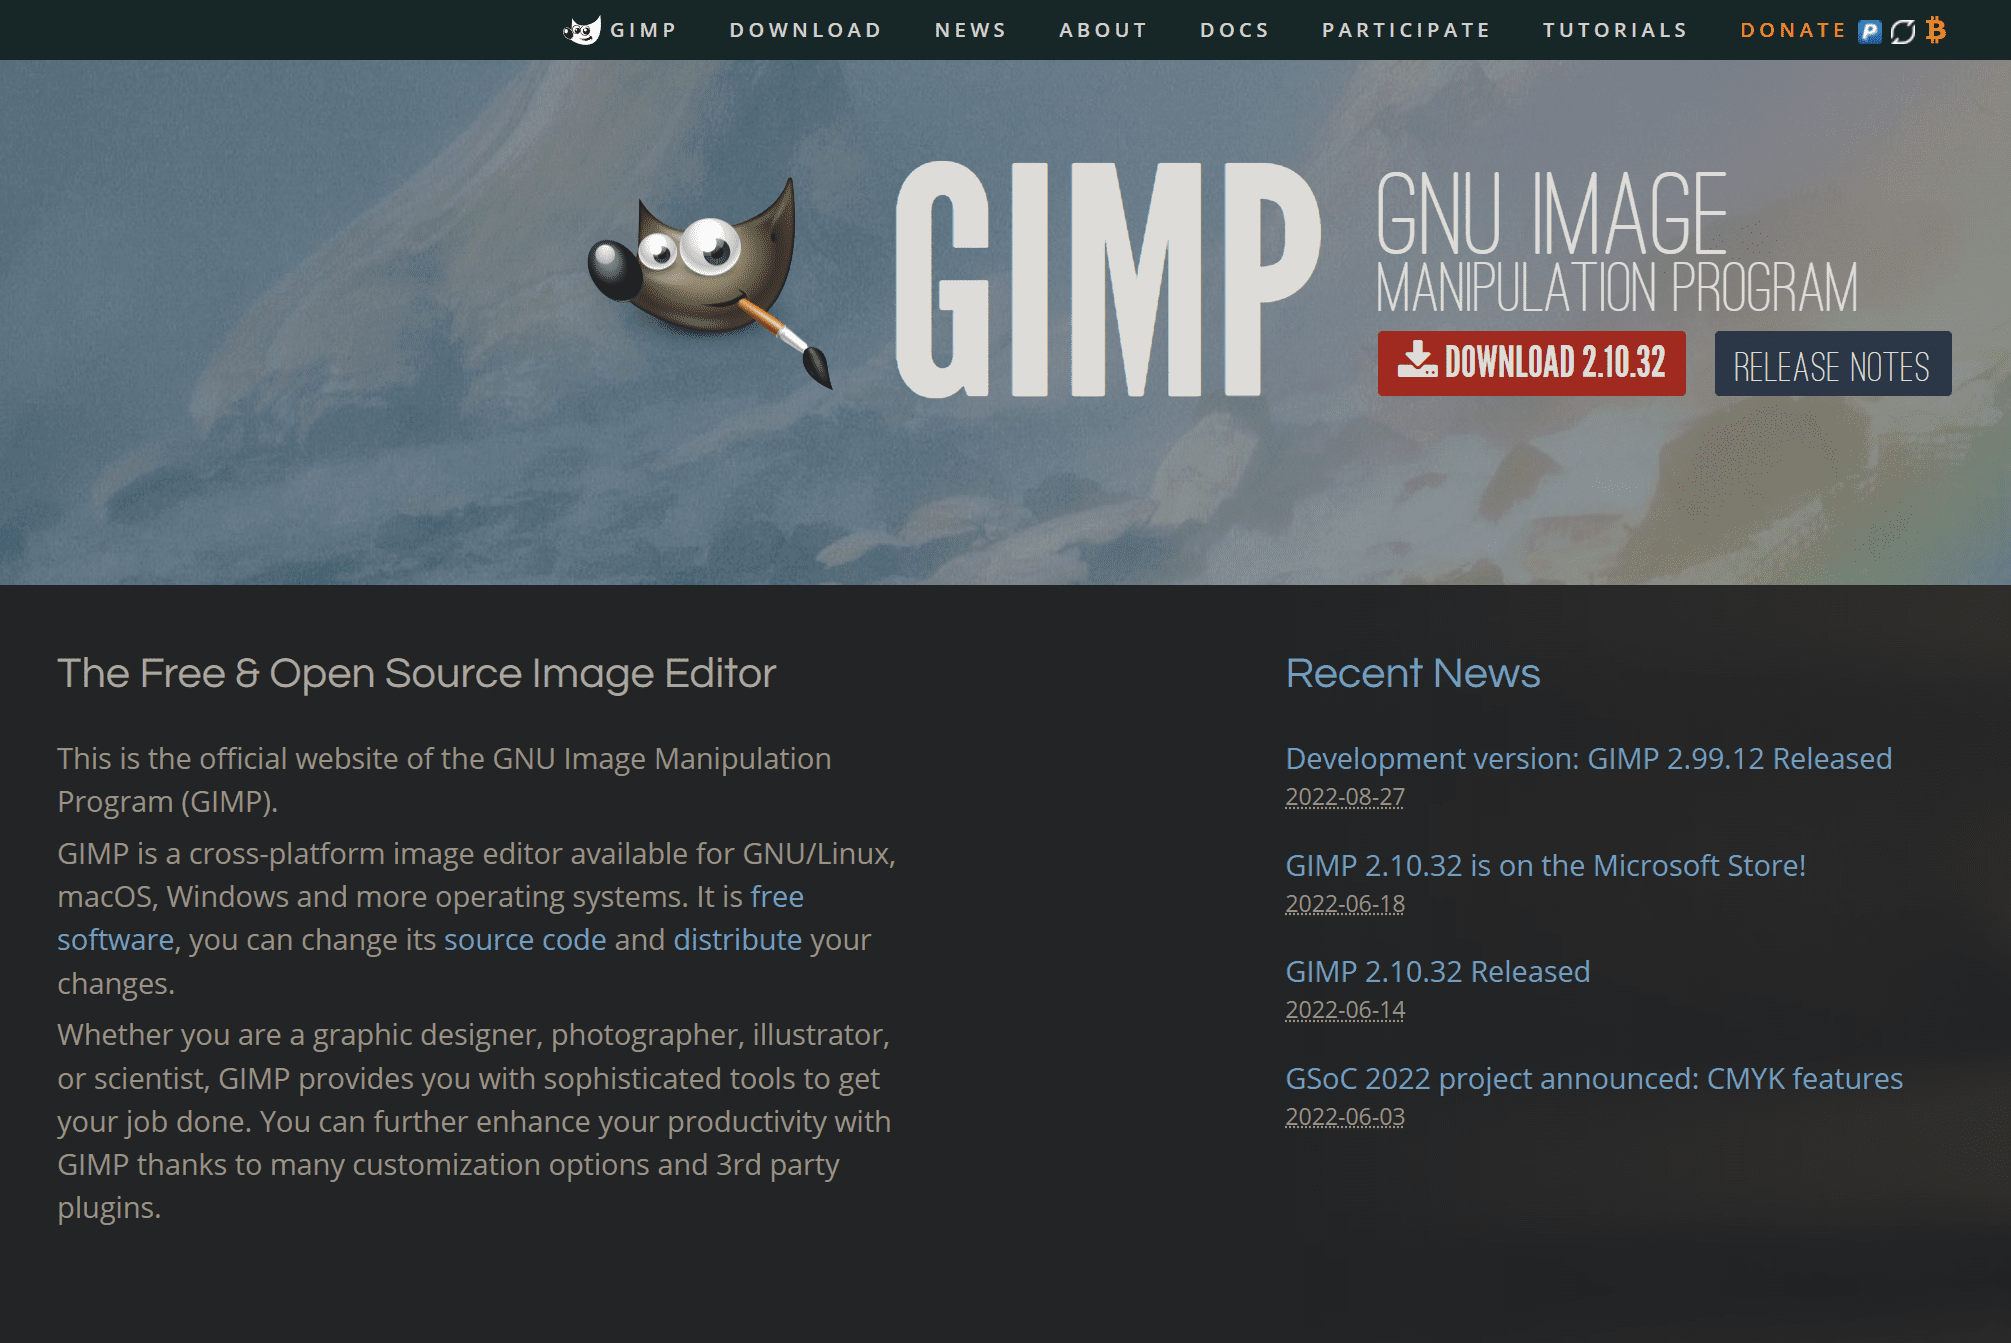 GIMP DOWNLOAD NEWS ABOUT DOCS PARTICIPATE TUTORIALS DONATE
GIMP
GNU IMAGE
MANIPULATION PROGRAM
DOWNLOAD 2.10.32
RELEASE NOTES
The Free & Open Source Image Editor
This is the official website of the GNU Image Manipulation
Program (GIMP).
GIMP is a cross-platform image editor available for GNU/Linux,
macOS, Windows and more operating systems. It is free
software, you can change its source code and distribute your
changes.
Whether you are a graphic designer, photographer, illustrator,
or scientist, GIMP provides you with sophisticated tools to get
your job done. You can further enhance your productivity with
GIMP thanks to many customization options and 3rd party
plugins.
Recent News
Development version: GIMP 2.99.12 Released
2022-08-27
GIMP 2.10.32 is on the Microsoft Store!
2022-06-18
GIMP 2.10.32 Released
2022-06-14
GSoC 2022 project announced: CMYK features
2022-06-03